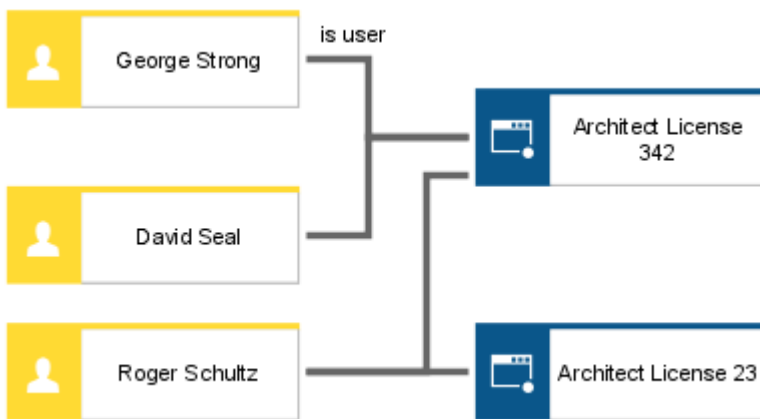 is user
George Strong
Architect License
342
David Seal
Roger Schultz
Architect License 23